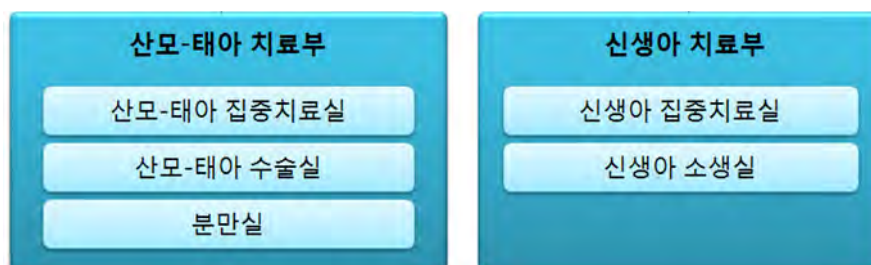 산모-태아 치료부
산모-태아 집중치료실
산모-태아 수술실
분만실
신생아 치료부
신생아 집중치료실
신생아 소생실